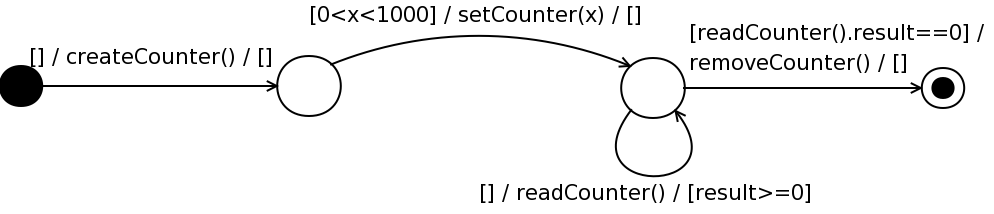 [0<x<1000] / setCounter(x) / []
[readCounter().result==0] /
removeCounter() / []
[] / createCounter() / []
[] / readCounter() / [result>=0]